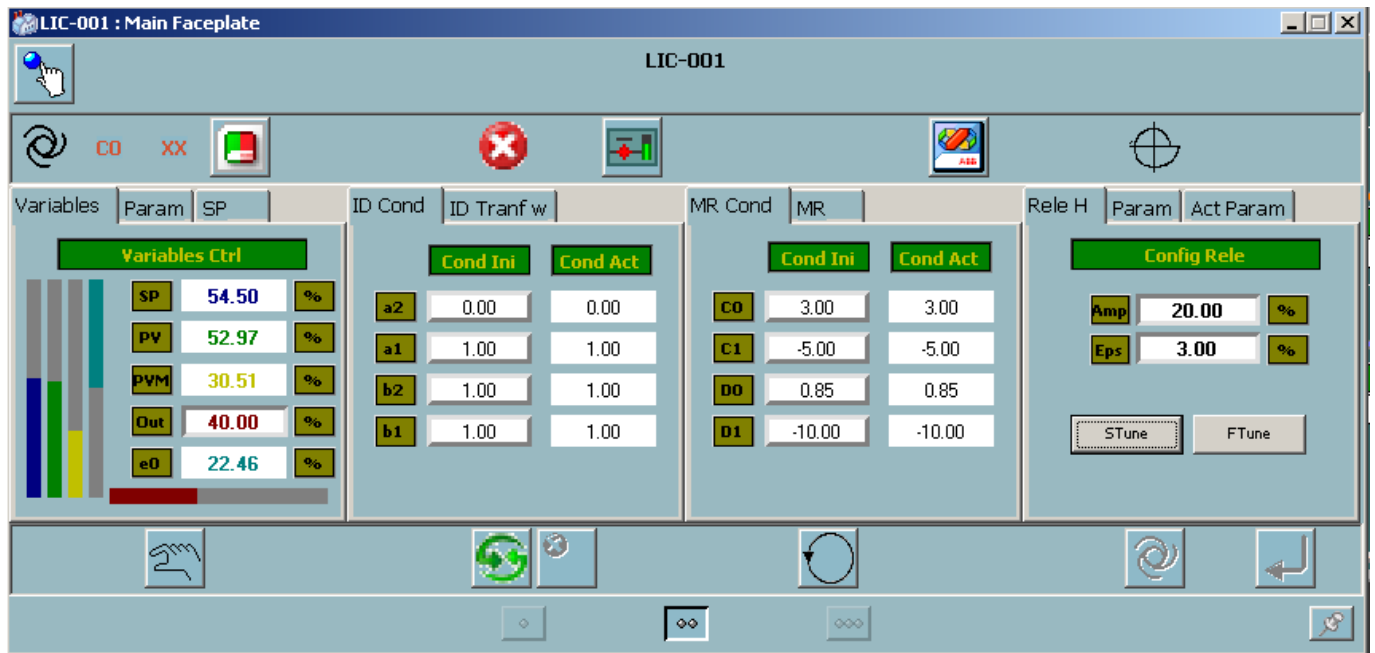 LIC-001 : Main Faceplate
LIC-001
C0 XX
ABB
Variables Param SP
Variables Ctrl
SP 54.50 %
PV 52.97 %
PVM 30.51 %
Out 40.00 %
e0 22.46 %
ID Cond ID Tranf w
Cond Ini Cond Act
a2 0.00 0.00
a1 1.00 1.00
b2 1.00 1.00
b1 1.00 1.00
MR Cond MR
Cond Ini Cond Act
C0 3.00 3.00
C1 -5.00 -5.00
D0 0.85 0.85
D1 -10.00 -10.00
Rele H Param Act Param
Config Rele
Amp 20.00 %
Eps 3.00 %
STune FTune